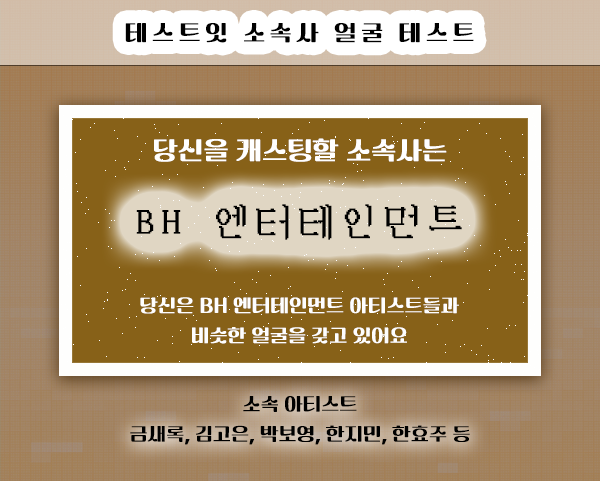 테스트잇 소속사 얼굴 테스트
당신을 캐스팅할 소속사는
BH 엔터테인먼트
당신은 BH 엔터테인먼트 아티스트들과
비슷한 얼굴을 갖고 있어요
소속 아티스트
금새록, 김고은, 박보영, 한지민, 한효주 등